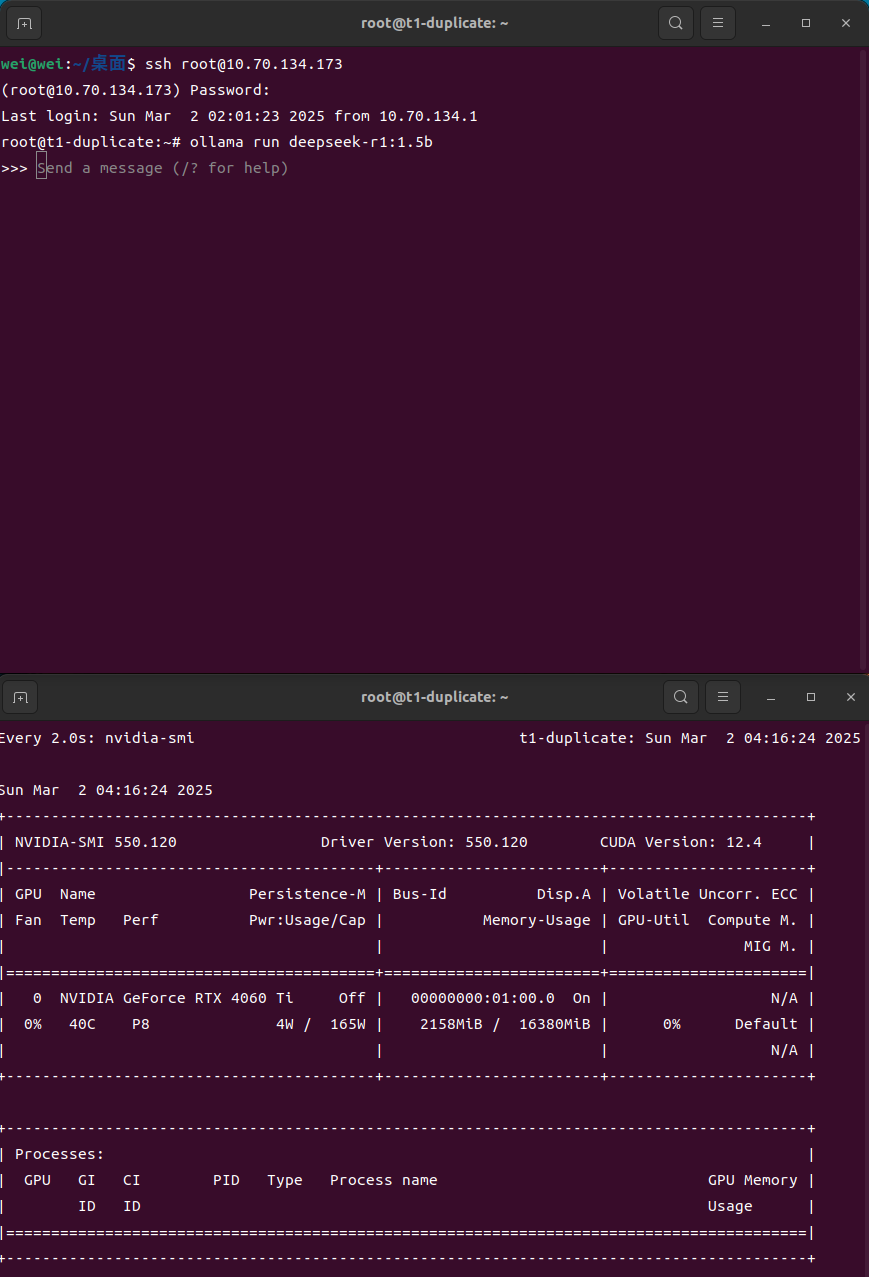 root@t1-duplicate: ~
wei@wei:~/桌面$ ssh root@10.70.134.173
(root@10.70.134.173) Password:
Last login: Sun Mar  2 02:01:23 2025 from 10.70.134.1
root@t1-duplicate:~# ollama run deepseek-r1:1.5b
>>> Send a message (/? for help)
root@t1-duplicate: ~
Every 2.0s: nvidia-smi                                    t1-duplicate: Sun Mar  2 04:16:24 2025
Sun Mar  2 04:16:24 2025
+-----------------------------------------------------------------------------------------+
| NVIDIA-SMI 550.120                Driver Version: 550.120        CUDA Version: 12.4     |
|-----------------------------------------+------------------------+----------------------+
| GPU  Name                 Persistence-M | Bus-Id          Disp.A | Volatile Uncorr. ECC |
| Fan  Temp   Perf          Pwr:Usage/Cap |           Memory-Usage | GPU-Util  Compute M. |
|                                         |                        |               MIG M. |
|=========================================+========================+======================|
|   0  NVIDIA GeForce RTX 4060 Ti     Off |   00000000:01:00.0  On |                  N/A |
|  0%   40C    P8              4W /  165W |    2158MiB /  16380MiB |      0%      Default |
|                                         |                        |                  N/A |
+-----------------------------------------+------------------------+----------------------+
+-----------------------------------------------------------------------------------------+
| Processes:                                                                              |
|  GPU   GI   CI        PID   Type   Process name                              GPU Memory |
|        ID   ID                                                               Usage      |
|=========================================================================================|
+-----------------------------------------------------------------------------------------+